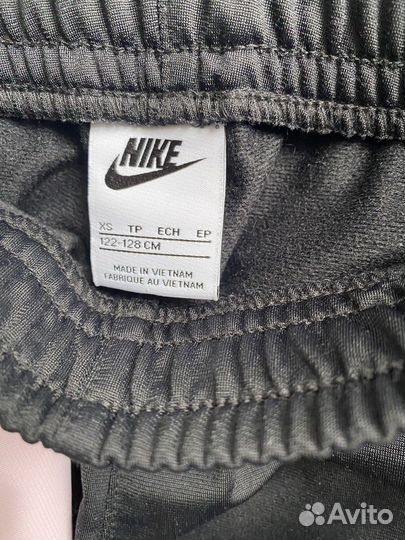 NIKE
XS TP ECH EP
122-128 CM
MADE IN VIETNAM
FABRIQUE AU VIETNAM
Avito